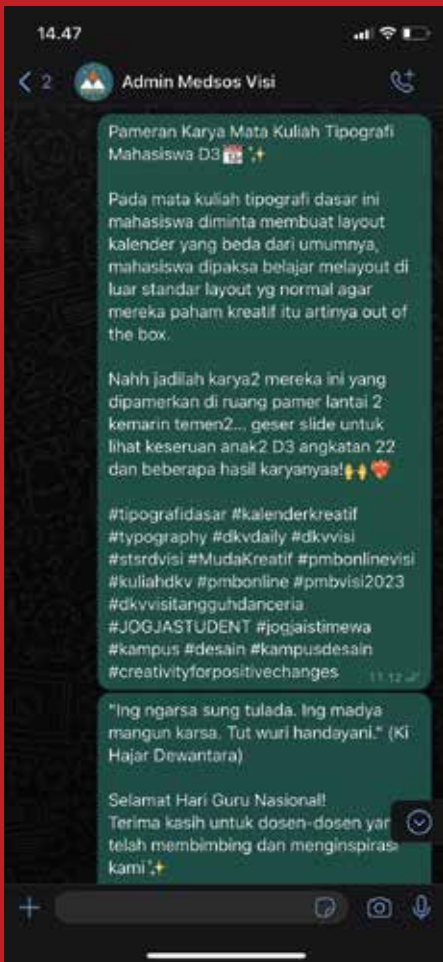 14.47
2
Admin Medsos Visi
Pameran Karya Mata Kuliah Tipografi
Mahasiswa D3📆✨
Pada mata kuliah tipografi dasar ini
mahasiswa diminta membuat layout
kalender yang beda dari umumnya,
mahasiswa dipaksa belajar melayout di
luar standar layout yg normal agar
mereka paham kreatif itu artinya out of
the box.
Nahh jadilah karya2 mereka ini yang
dipamerkan di ruang pamer lantai 2
kemarin temen2... geser slide untuk
lihat keseruan anak2 D3 angkatan 22
dan beberapa hasil karyanyaa!🙌❤️
#tipografidasar #kalenderkreatif
#typography #dkvdaily #dkvvisi
#stsrdvisi #MudaKreatif #pmbonlinevisi
#kuliahdkv #pmbonline #pmbvisi2023
#dkvvisitangguhdanceria
#JOGJASTUDENT #jogjaistimewa
#kampus #desain #kampusdesain
#creativityforpositivechanges
11.12
"Ing ngarsa sung tulada. Ing madya
mangun karsa. Tut wuri handayani." (Ki
Hajar Dewantara)
Selamat Hari Guru Nasional!
Terima kasih untuk dosen-dosen yan
telah membimbing dan menginspirasi
kami✨